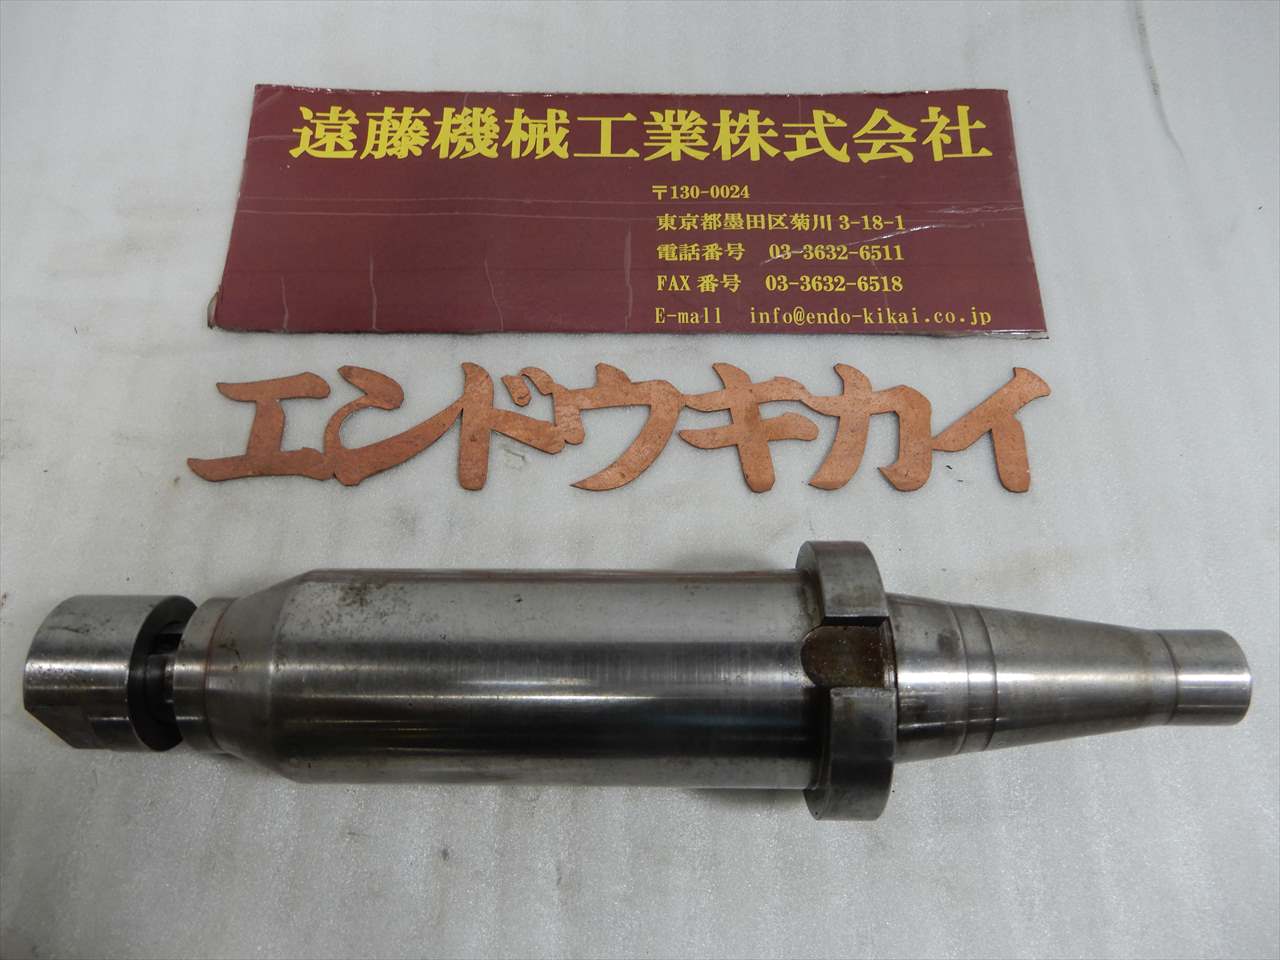 遠藤機械工業株式会社
〒130-0024
東京都墨田区菊川 3-18-1
電話番号 03-3632-6511
FAX 番号 03-3632-6518
E-mall info@endo-kikai.co.jp
エンドウキカイ